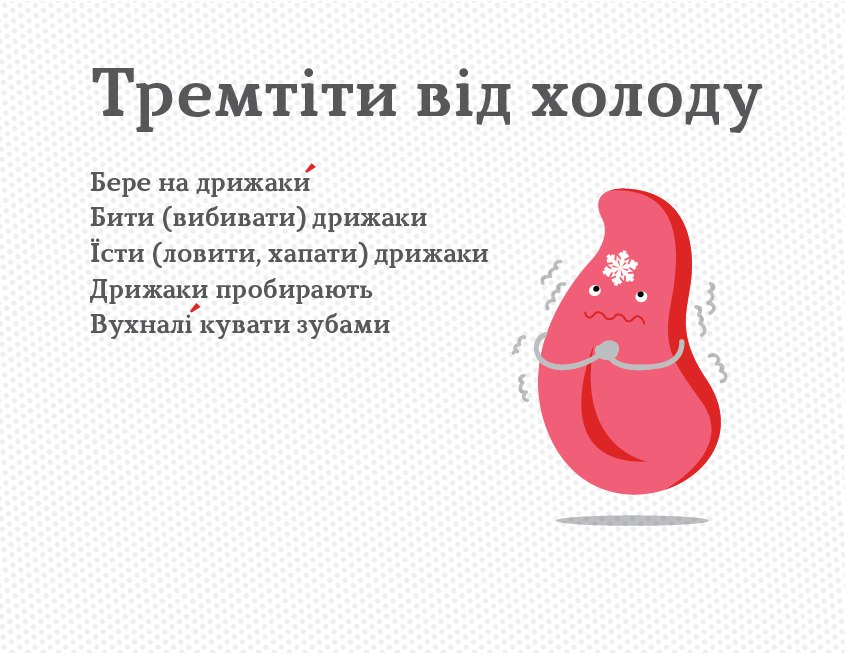 Тремтіти від холоду
Бере на дрижаки́
Бити (вибивати) дрижаки
Їсти (ловити, хапати) дрижаки
Дрижаки пробирають
Вухналі́ кувати зубами